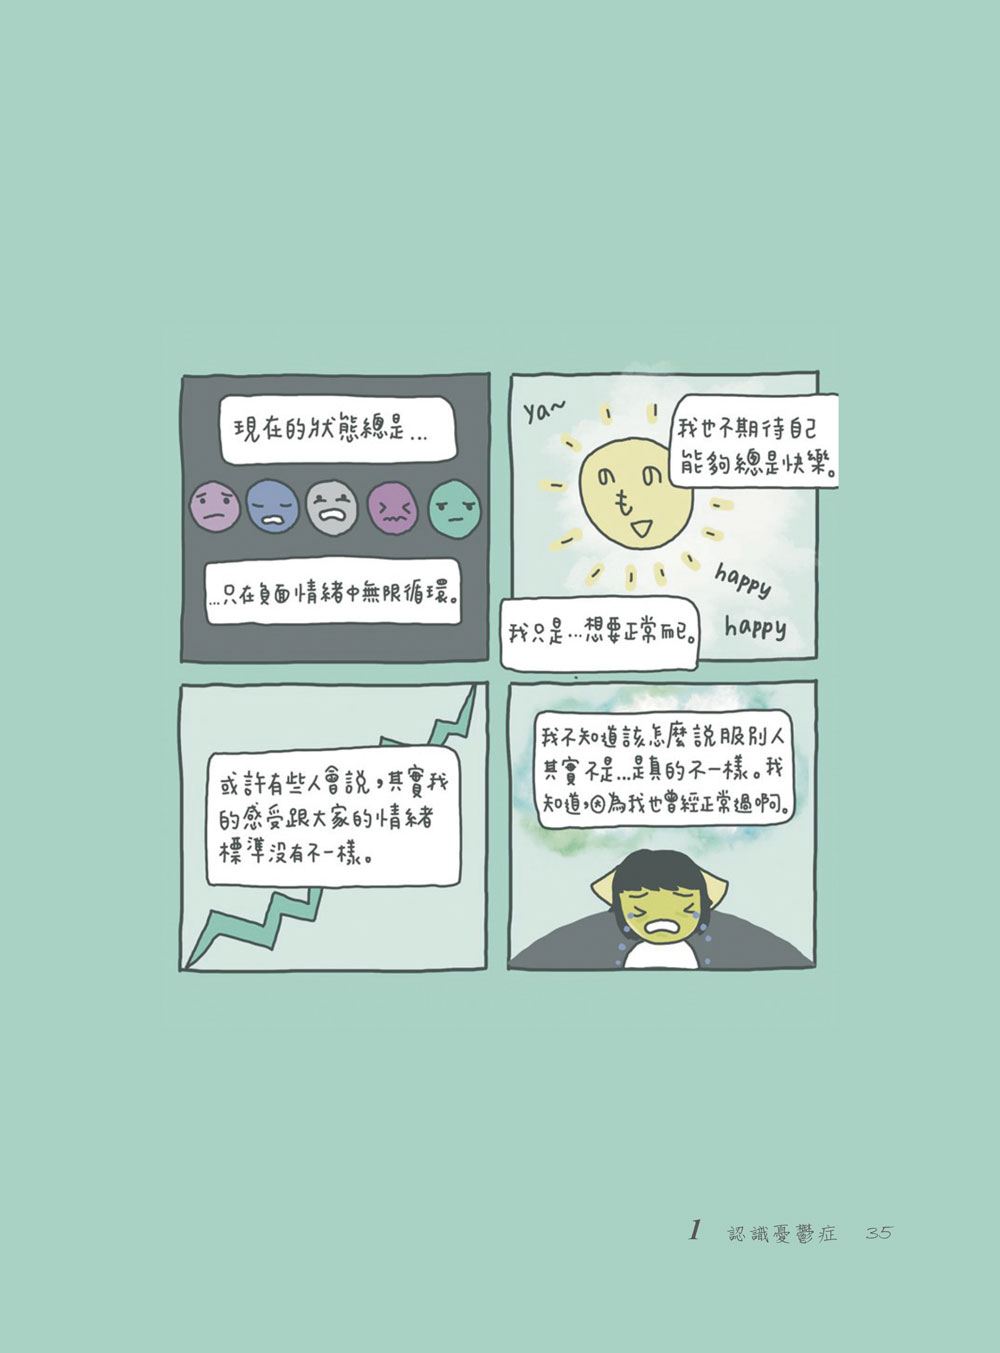 現在的狀態總是...
...只在負面情緒中無限循環。
ya~
我也不期待自己
能夠總是快樂。
のの
も
happy
happy
我只是...想要正常而已。
或許有些人會説，其實我
的感受跟大家的情緒
標準沒有不一樣。
我不知道該怎麼説服別人
其實不是...是真的不一樣。我
知道，因為我也曾經正常過啊。
1 認識憂鬱症 35